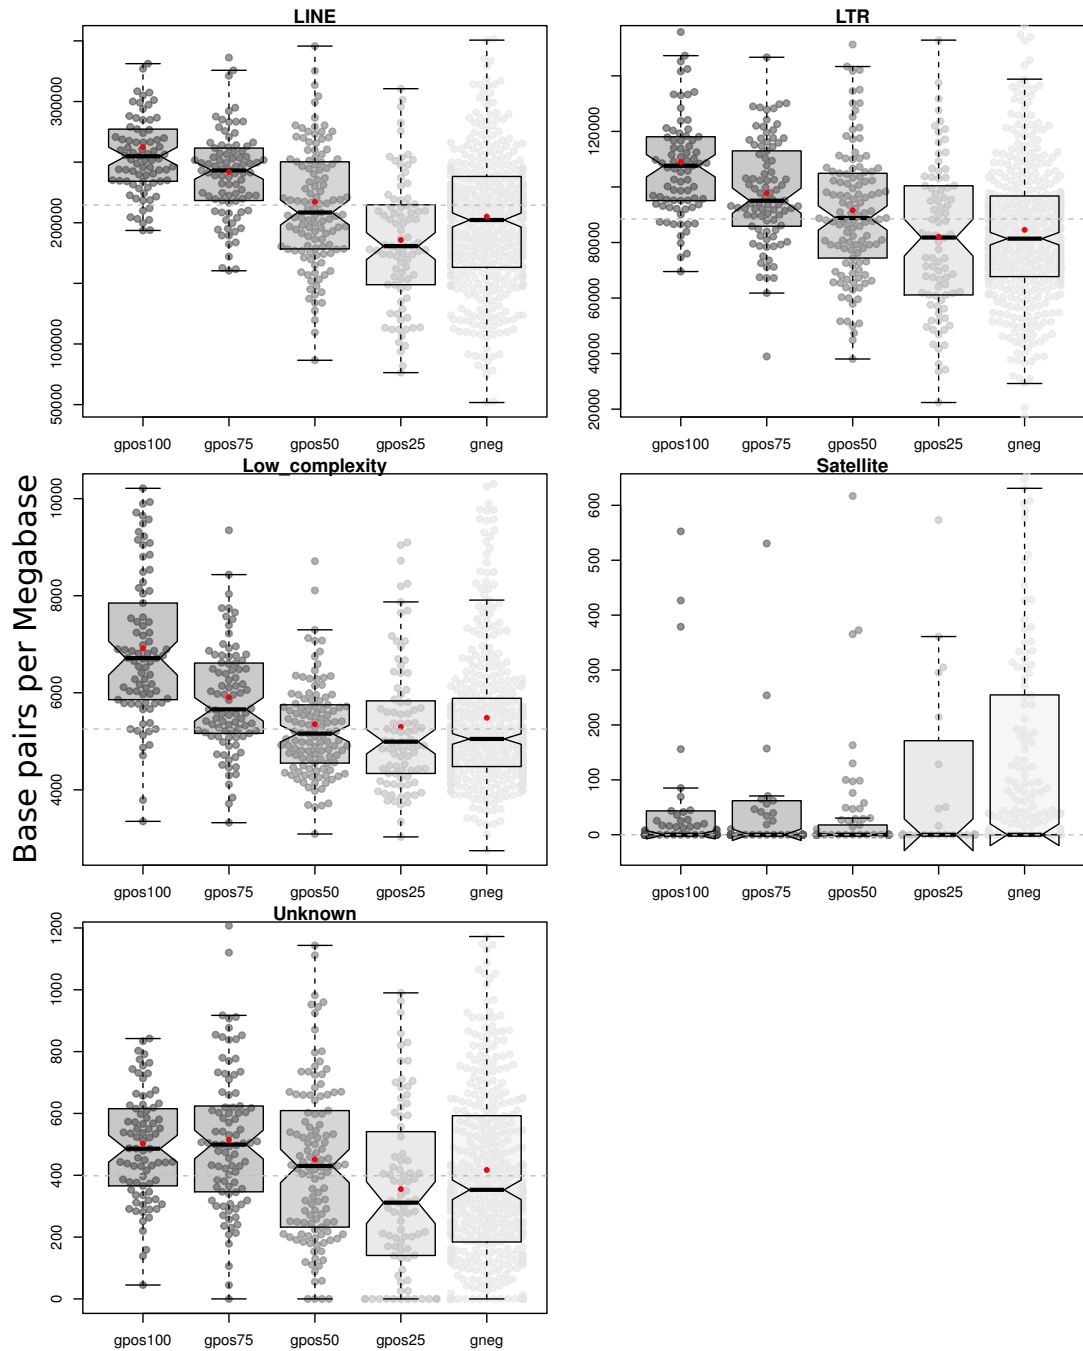 LINE
300000
200000
100000
50000
gpos100 gpos75 gpos50 gpos25 gneg
LTR
120000
100000
80000
60000
40000
20000
gpos100 gpos75 gpos50 gpos25 gneg
Base pairs per Megabase
Low_complexity
10000
8000
6000
4000
gpos100 gpos75 gpos50 gpos25 gneg
Satellite
600
500
400
300
200
100
0
gpos100 gpos75 gpos50 gpos25 gneg
Unknown
1200
1000
800
600
400
200
0
gpos100 gpos75 gpos50 gpos25 gneg